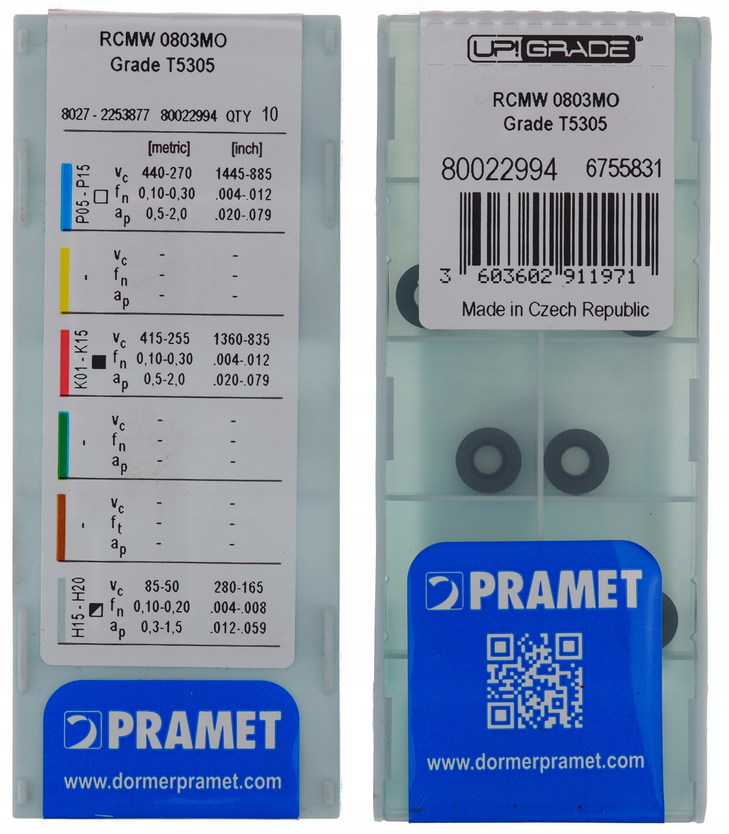 RCMW 0803MO
Grade T5305
8027 - 2253877 80022994 QTY 10
[metric] [inch]
P05 - P15
vc 440-270 1445-885
fn 0,10-0,30 .004-.012
ap 0,5-2,0 .020-.079
-
vc - -
fn - -
ap - -
K01 - K15
vc 415-255 1360-835
fn 0,10-0,30 .004-.012
ap 0,5-2,0 .020-.079
-
vc - -
fn - -
ap - -
-
vc - -
ft - -
ap - -
H15 - H20
vc 85-50 280-165
fn 0,10-0,20 .004-.008
ap 0,3-1,5 .012-.059
PRAMET
www.dormerpramet.com
UP!GRADE®
RCMW 0803MO
Grade T5305
80022994 6755831
3 603602 911971
Made in Czech Republic
PRAMET
www.dormerpramet.com